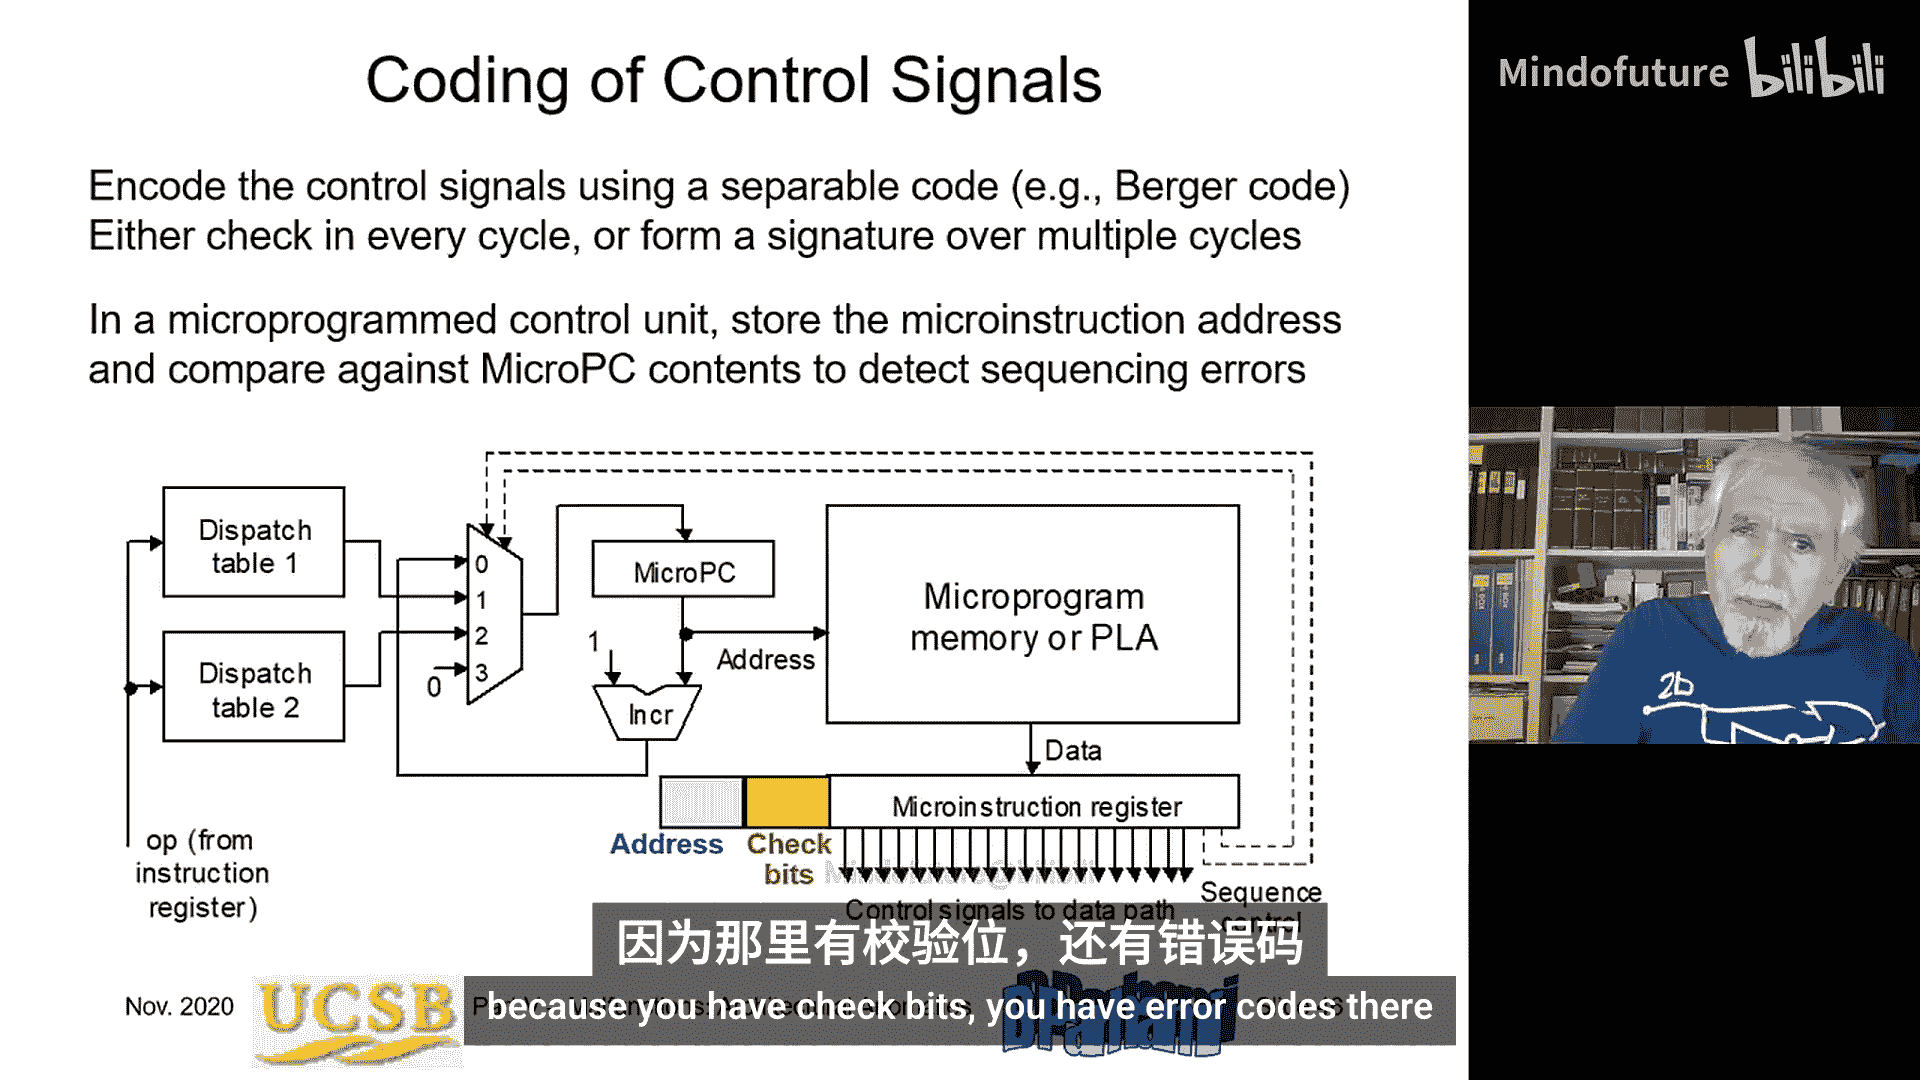 Coding of Control Signals
Mindofuture bilibili
Encode the control signals using a separable code (e.g., Berger code)
Either check in every cycle, or form a signature over multiple cycles
In a microprogrammed control unit, store the microinstruction address
and compare against MicroPC contents to detect sequencing errors
Dispatch
table 1
Dispatch
table 2
0
1
2
3
0
MicroPC
1
Incr
Address
Microprogram
memory or PLA
Data
Microinstruction register
Address
Check
bits
op (from
instruction
register)
Control signals to data path
Sequence
control
2b
因为那里有校验位，还有错误码
because you have check bits, you have error codes there
Nov. 2020
UCSB